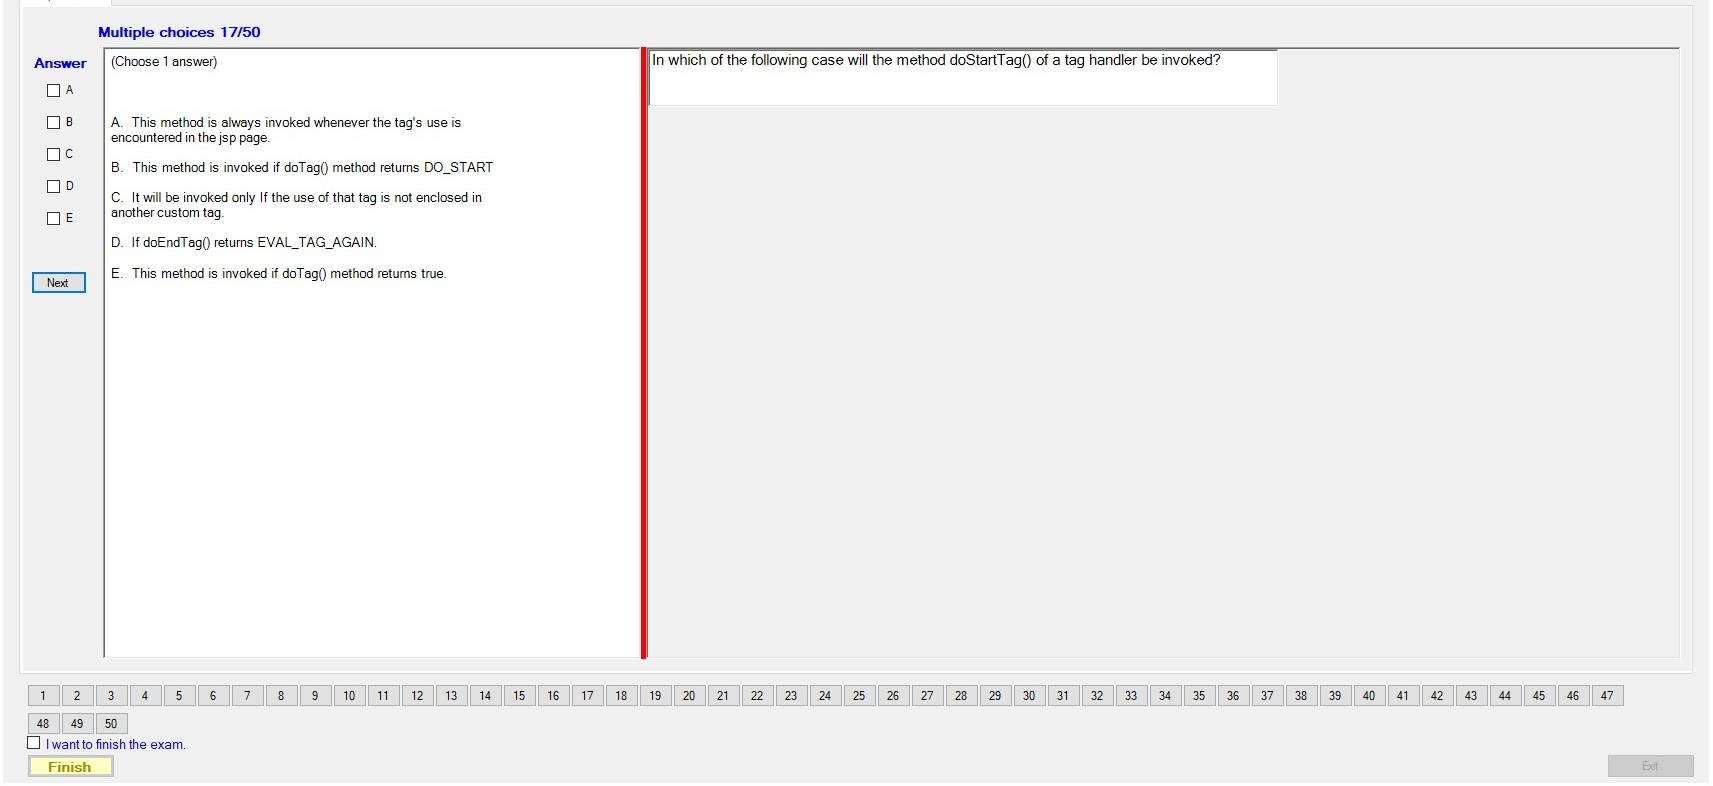 Multiple choices 17/50
Answer
A
B
C
D
E
Next
(Choose 1 answer)
A. This method is always invoked whenever the tag's use is
encountered in the jsp page.
B. This method is invoked if doTag() method returns DO_START
C. It will be invoked only If the use of that tag is not enclosed in
another custom tag.
D. If doEndTag() returns EVAL_TAG_AGAIN.
E. This method is invoked if doTag() method returns true.
In which of the following case will the method doStartTag() of a tag handler be invoked?
1 2 3 4 5 6 7 8 9 10 11 12 13 14 15 16 17 18 19 20 21 22 23 24 25 26 27 28 29 30 31 32 33 34 35 36 37 38 39 40 41 42 43 44 45 46 47
48 49 50
I want to finish the exam.
Finish
Exit